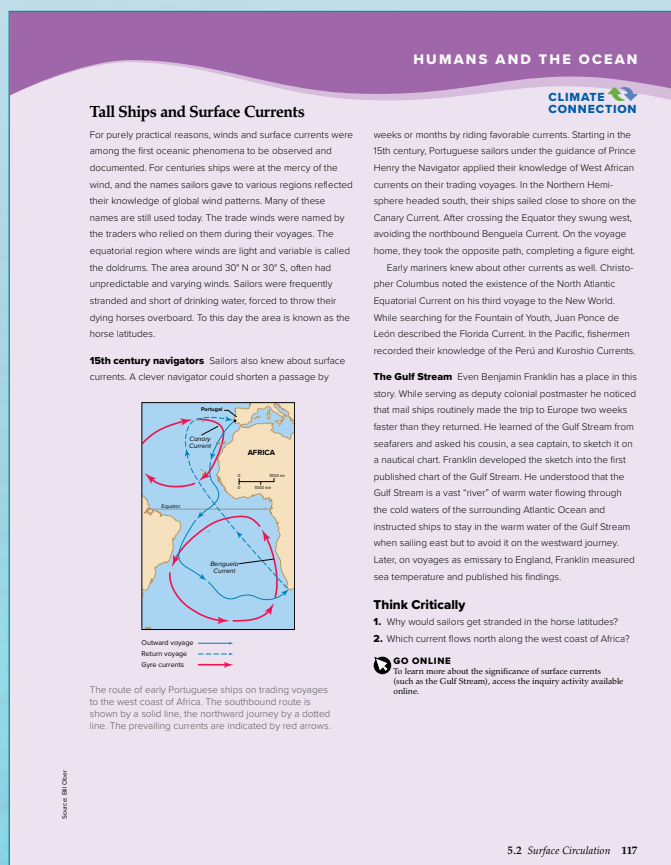 HUMANS AND THE OCEAN
CLIMATE
CONNECTION
Tall Ships and Surface Currents
For purely practical reasons, winds and surface currents were
among the first oceanic phenomena to be observed and
documented. For centuries ships were at the mercy of the
wind, and the names sailors gave to various regions reflected
their knowledge of global wind patterns. Many of these
names are still used today. The trade winds were named by
the traders who relied on them during their voyages. The
equatorial region where winds are light and variable is called
the doldrums. The area around 30° N or 30° S, often had
unpredictable and varying winds. Sailors were frequently
stranded and short of drinking water, forced to throw their
dying horses overboard. To this day the area is known as the
horse latitudes.
15th century navigators Sailors also knew about surface
currents. A clever navigator could shorten a passage by
Portugal
Canary
Current
AFRICA
0 1000 mi
0 1000 km
Equator
Benguela
Current
Outward voyage
Return voyage
Gyre currents
The route of early Portuguese ships on trading voyages
to the west coast of Africa. The southbound route is
shown by a solid line, the northward journey by a dotted
line. The prevailing currents are indicated by red arrows.
weeks or months by riding favorable currents. Starting in the
15th century, Portuguese sailors under the guidance of Prince
Henry the Navigator applied their knowledge of West African
currents on their trading voyages. In the Northern Hemi-
sphere headed south, their ships sailed close to shore on the
Canary Current. After crossing the Equator they swung west,
avoiding the northbound Benguela Current. On the voyage
home, they took the opposite path, completing a figure eight.
Early mariners knew about other currents as well. Christo-
pher Columbus noted the existence of the North Atlantic
Equatorial Current on his third voyage to the New World.
While searching for the Fountain of Youth, Juan Ponce de
León described the Florida Current. In the Pacific, fishermen
recorded their knowledge of the Perú and Kuroshio Currents.
The Gulf Stream Even Benjamin Franklin has a place in this
story. While serving as deputy colonial postmaster he noticed
that mail ships routinely made the trip to Europe two weeks
faster than they returned. He learned of the Gulf Stream from
seafarers and asked his cousin, a sea captain, to sketch it on
a nautical chart. Franklin developed the sketch into the first
published chart of the Gulf Stream. He understood that the
Gulf Stream is a vast “river” of warm water flowing through
the cold waters of the surrounding Atlantic Ocean and
instructed ships to stay in the warm water of the Gulf Stream
when sailing east but to avoid it on the westward journey.
Later, on voyages as emissary to England, Franklin measured
sea temperature and published his findings.
Think Critically
1. Why would sailors get stranded in the horse latitudes?
2. Which current flows north along the west coast of Africa?
GO ONLINE
To learn more about the significance of surface currents
(such as the Gulf Stream), access the inquiry activity available
online.
Source: Bill Ober
5.2 Surface Circulation 117